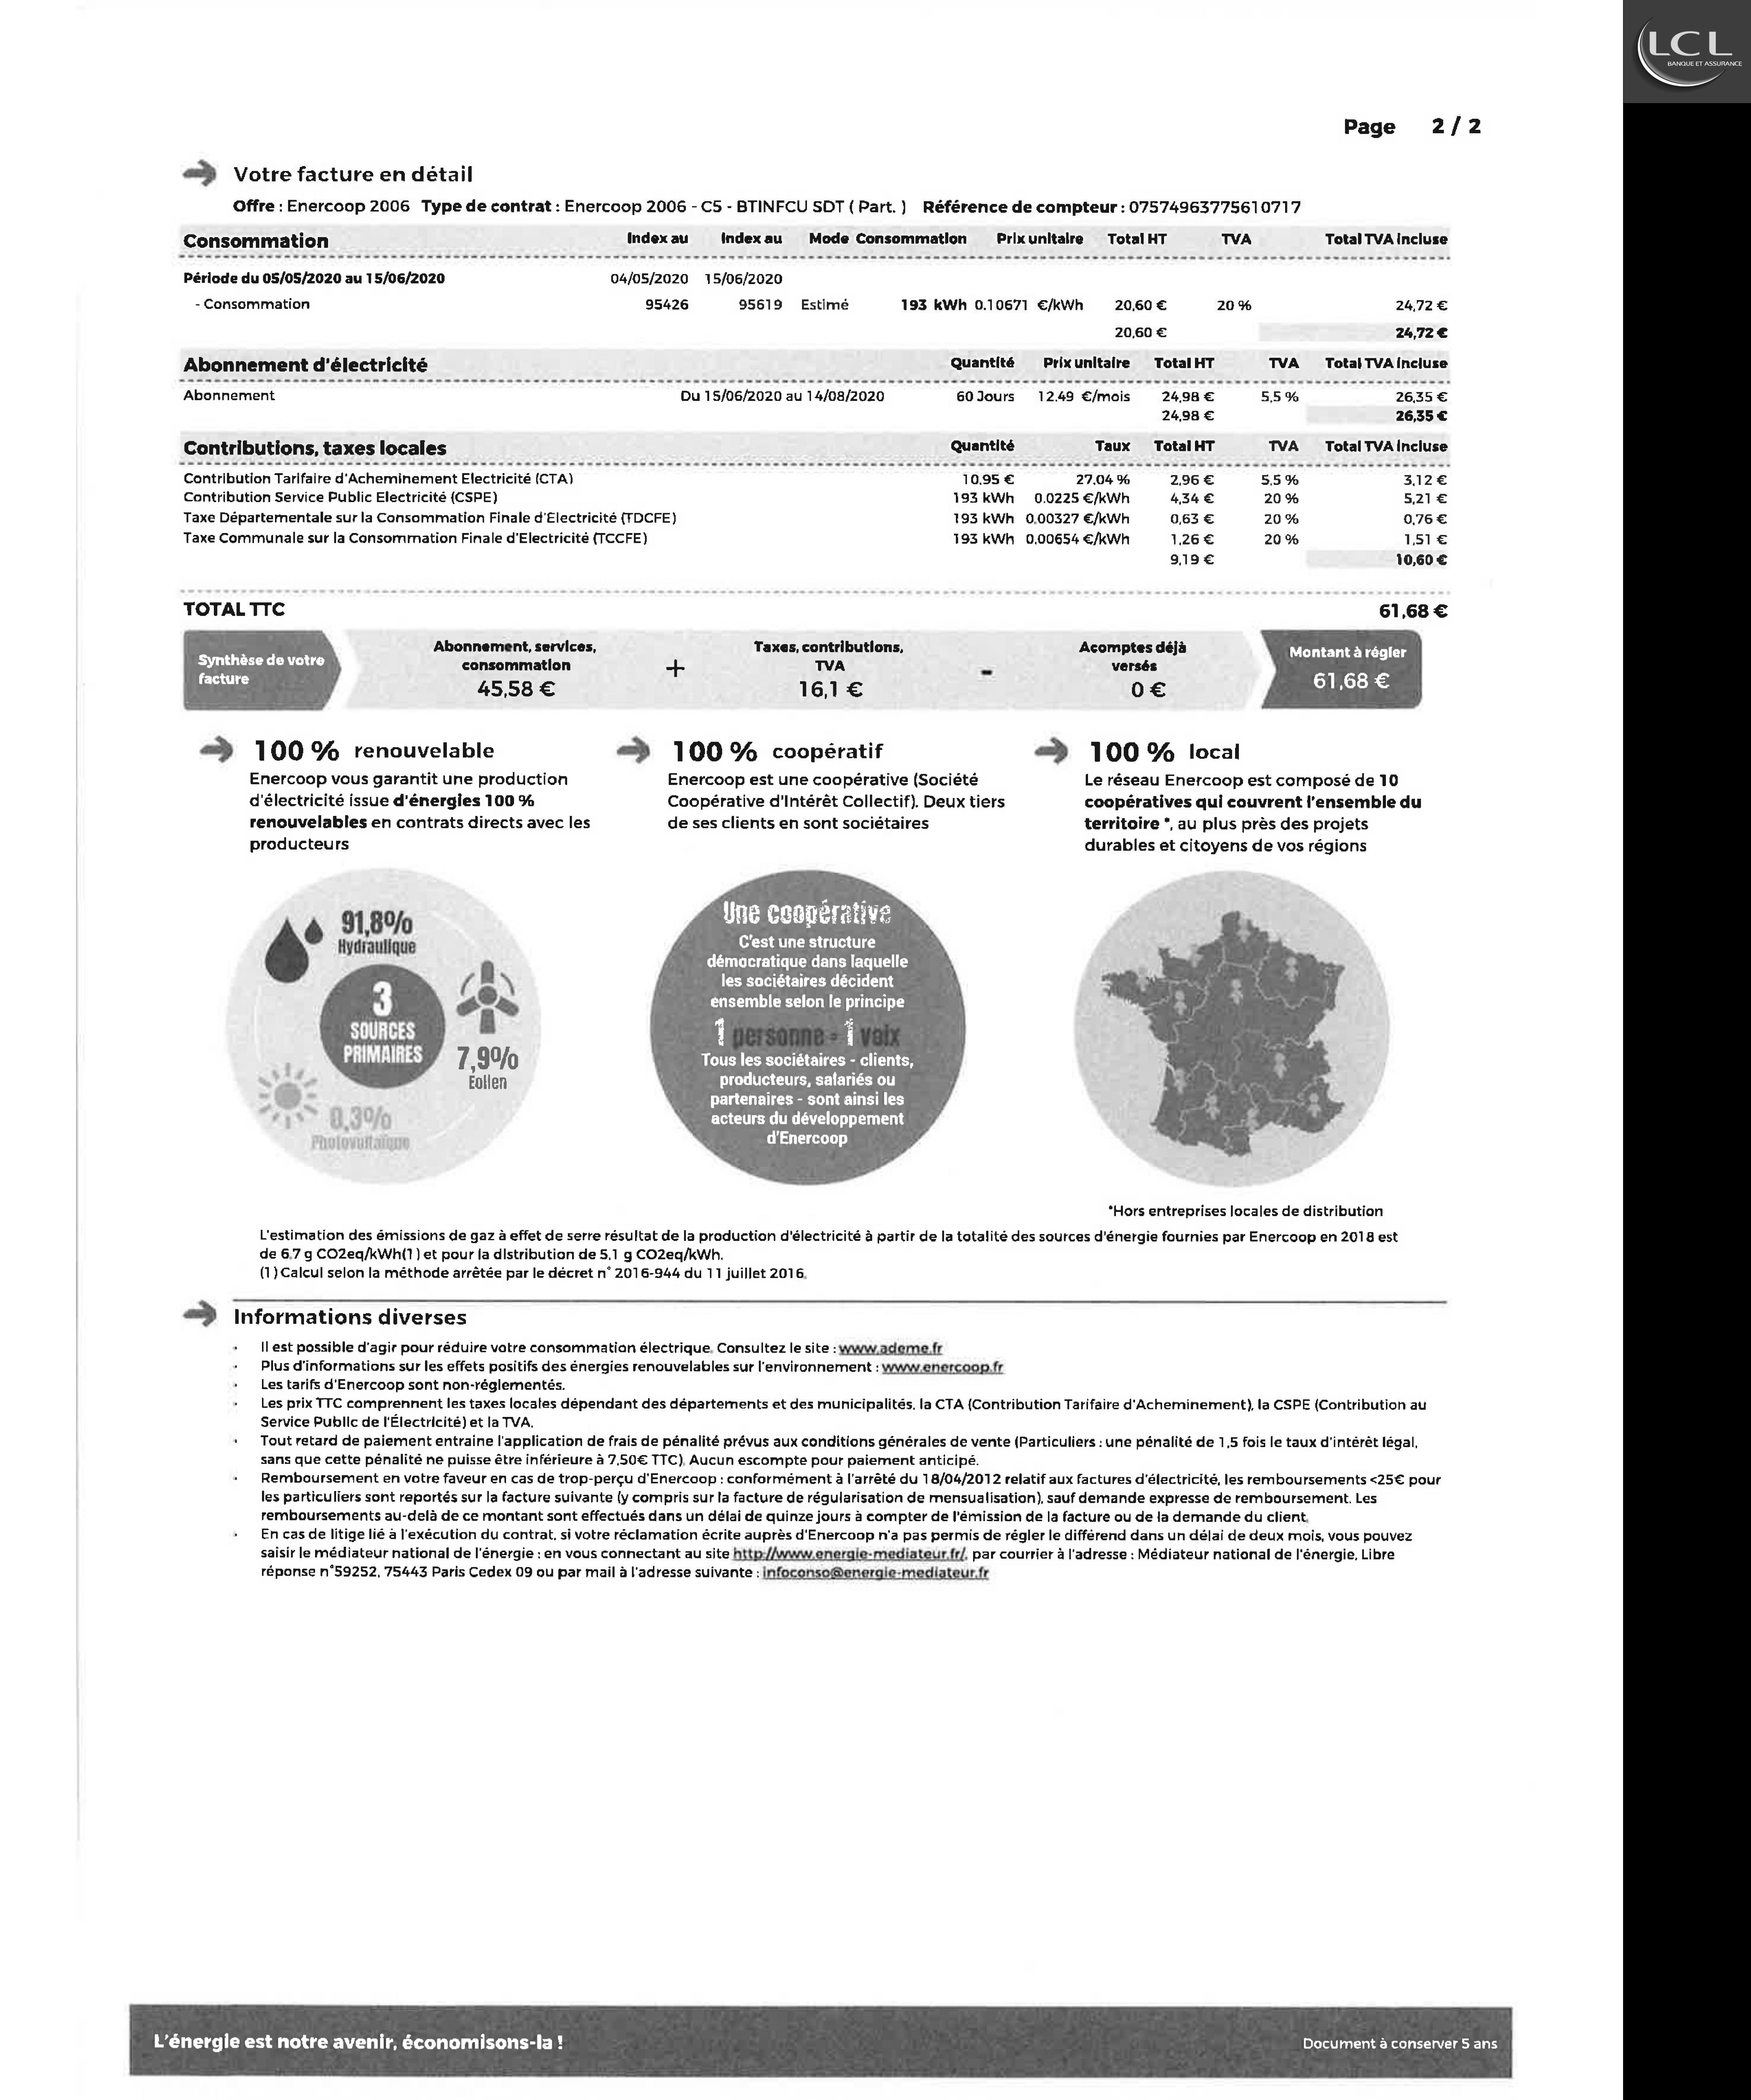 LCL
BANQUE ET ASSURANCE
Page 2 / 2
Votre facture en détail
Offre : Enercoop 2006 Type de contrat : Enercoop 2006 - C5 - BTINFCU SDT ( Part. ) Référence de compteur : 07574963775610717
Consommation Index au Index au Mode Consommation Prix unitaire Total HT TVA Total TVA incluse
Période du 05/05/2020 au 15/06/2020 04/05/2020 15/06/2020
- Consommation 95426 95619 Estimé 193 kWh 0.10671 €/kWh 20,60 € 20 % 24,72 €
20,60 € 24,72 €
Abonnement d'électricité Quantité Prix unitaire Total HT TVA Total TVA incluse
Abonnement Du 15/06/2020 au 14/08/2020 60 Jours 12.49 €/mois 24,98 € 5,5 % 26,35 €
24,98 € 26,35 €
Contributions, taxes locales Quantité Taux Total HT TVA Total TVA incluse
Contribution Tarifaire d'Acheminement Electricité (CTA) 10.95 € 27.04 % 2,96 € 5,5 % 3,12 €
Contribution Service Public Electricité (CSPE) 193 kWh 0.0225 €/kWh 4,34 € 20 % 5,21 €
Taxe Départementale sur la Consommation Finale d'Electricité (TDCFE) 193 kWh 0,00327 €/kWh 0,63 € 20 % 0,76 €
Taxe Communale sur la Consommation Finale d'Electricité (TCCFE) 193 kWh 0,00654 €/kWh 1,26 € 20 % 1,51 €
9,19 € 10,60 €
TOTAL TTC 61,68 €
Synthèse de votre facture
Abonnement, services, consommation
45,58 €
+
Taxes, contributions, TVA
16,1 €
-
Acomptes déjà versés
0 €
Montant à régler
61,68 €
100 % renouvelable
Enercoop vous garantit une production
d'électricité issue d'énergies 100 %
renouvelables en contrats directs avec les
producteurs
100 % coopératif
Enercoop est une coopérative (Société
Coopérative d'Intérêt Collectif). Deux tiers
de ses clients en sont sociétaires
100 % local
Le réseau Enercoop est composé de 10
coopératives qui couvrent l'ensemble du
territoire *, au plus près des projets
durables et citoyens de vos régions
91,8%
Hydraulique
3
SOURCES
PRIMAIRES
7,9%
Eolien
0,3%
Photovoltaïque
Une coopérative
C'est une structure
démocratique dans laquelle
les sociétaires décident
ensemble selon le principe
1 personne = 1 voix
Tous les sociétaires - clients,
producteurs, salariés ou
partenaires - sont ainsi les
acteurs du développement
d'Enercoop
*Hors entreprises locales de distribution
L'estimation des émissions de gaz à effet de serre résultat de la production d'électricité à partir de la totalité des sources d'énergie fournies par Enercoop en 2018 est
de 6,7 g CO2eq/kWh(1 ) et pour la distribution de 5,1 g CO2eq/kWh.
(1 ) Calcul selon la méthode arrêtée par le décret n° 2016-944 du 11 juillet 2016.
Informations diverses
Il est possible d'agir pour réduire votre consommation électrique. Consultez le site : www.ademe.fr
Plus d'informations sur les effets positifs des énergies renouvelables sur l'environnement : www.enercoop.fr
Les tarifs d'Enercoop sont non-réglementés.
Les prix TTC comprennent les taxes locales dépendant des départements et des municipalités, la CTA (Contribution Tarifaire d'Acheminement), la CSPE (Contribution au
Service Public de l'Électricité) et la TVA.
Tout retard de paiement entraine l'application de frais de pénalité prévus aux conditions générales de vente (Particuliers : une pénalité de 1,5 fois le taux d'intérêt légal,
sans que cette pénalité ne puisse être inférieure à 7,50€ TTC). Aucun escompte pour paiement anticipé.
Remboursement en votre faveur en cas de trop-perçu d'Enercoop : conformément à l'arrêté du 18/04/2012 relatif aux factures d'électricité, les remboursements <25€ pour
les particuliers sont reportés sur la facture suivante (y compris sur la facture de régularisation de mensualisation), sauf demande expresse de remboursement. Les
remboursements au-delà de ce montant sont effectués dans un délai de quinze jours à compter de l'émission de la facture ou de la demande du client.
En cas de litige lié à l'exécution du contrat, si votre réclamation écrite auprès d'Enercoop n'a pas permis de régler le différend dans un délai de deux mois, vous pouvez
saisir le médiateur national de l'énergie : en vous connectant au site http://www.energie-mediateur.fr/, par courrier à l'adresse : Médiateur national de l'énergie, Libre
réponse n°59252, 75443 Paris Cedex 09 ou par mail à l'adresse suivante : infoconso@energie-mediateur.fr
L'énergie est notre avenir, économisons-la !
Document à conserver 5 ans